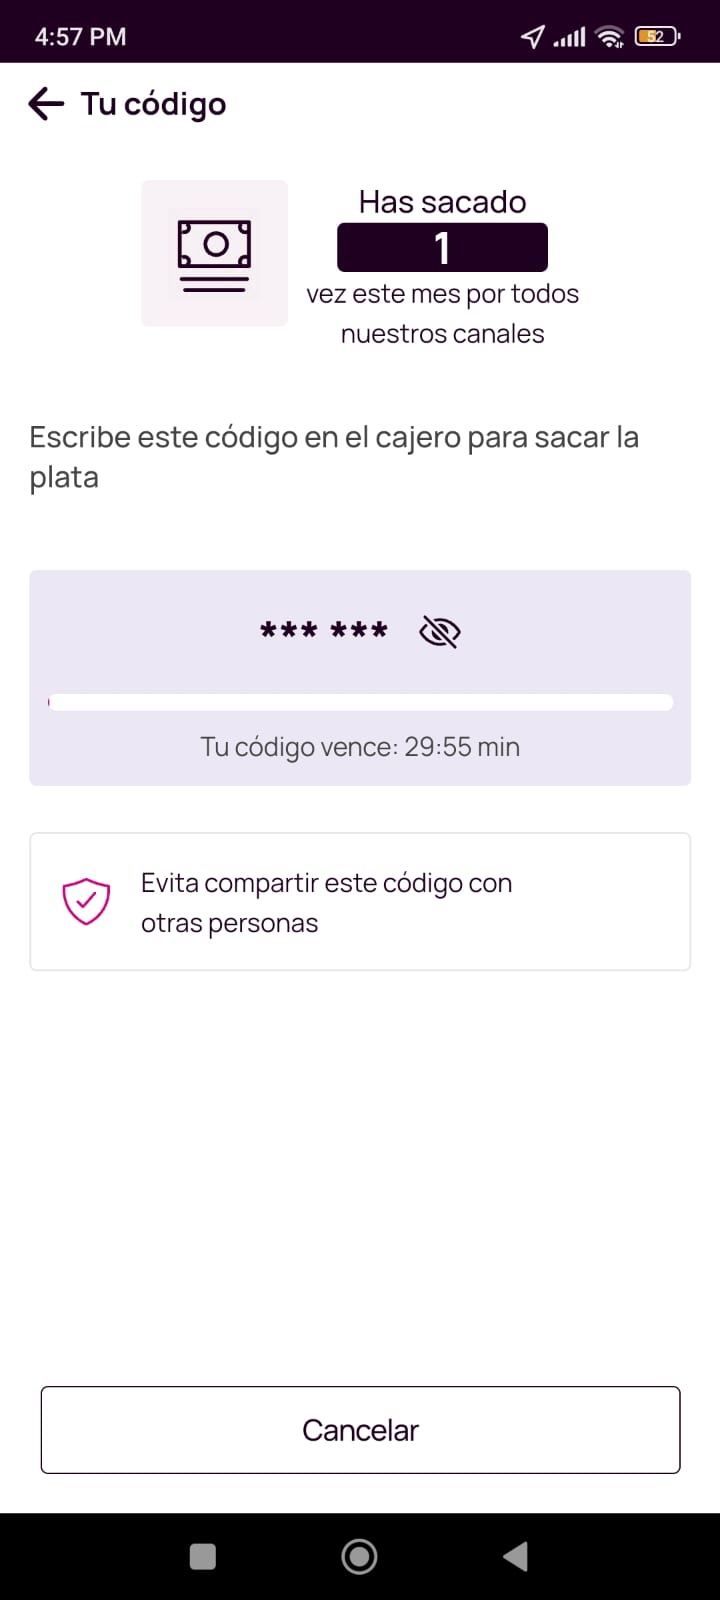 4:57 PM
52
Tu código
Has sacado
1
vez este mes por todos
nuestros canales
Escribe este código en el cajero para sacar la
plata
*** ***
Tu código vence: 29:55 min
Evita compartir este código con
otras personas
Cancelar